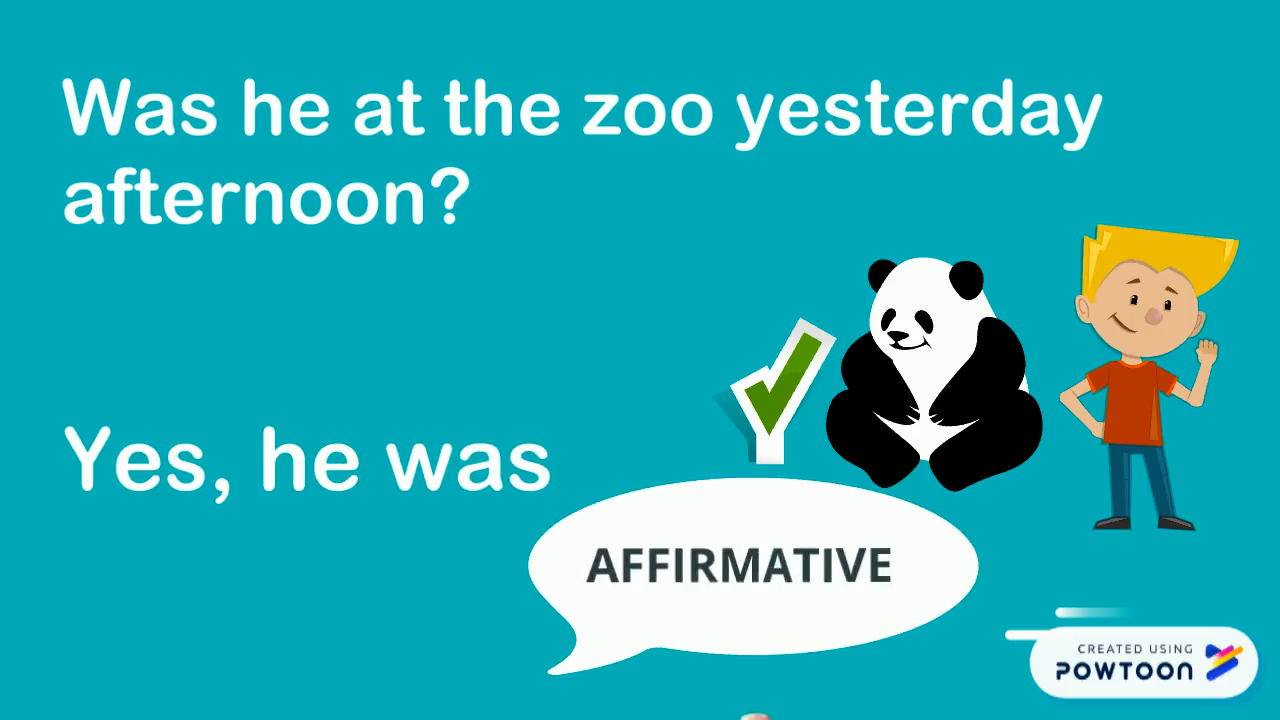 Was he at the zoo yesterday
afternoon?
Yes, he was
AFFIRMATIVE
CREATED USING
POWTOON